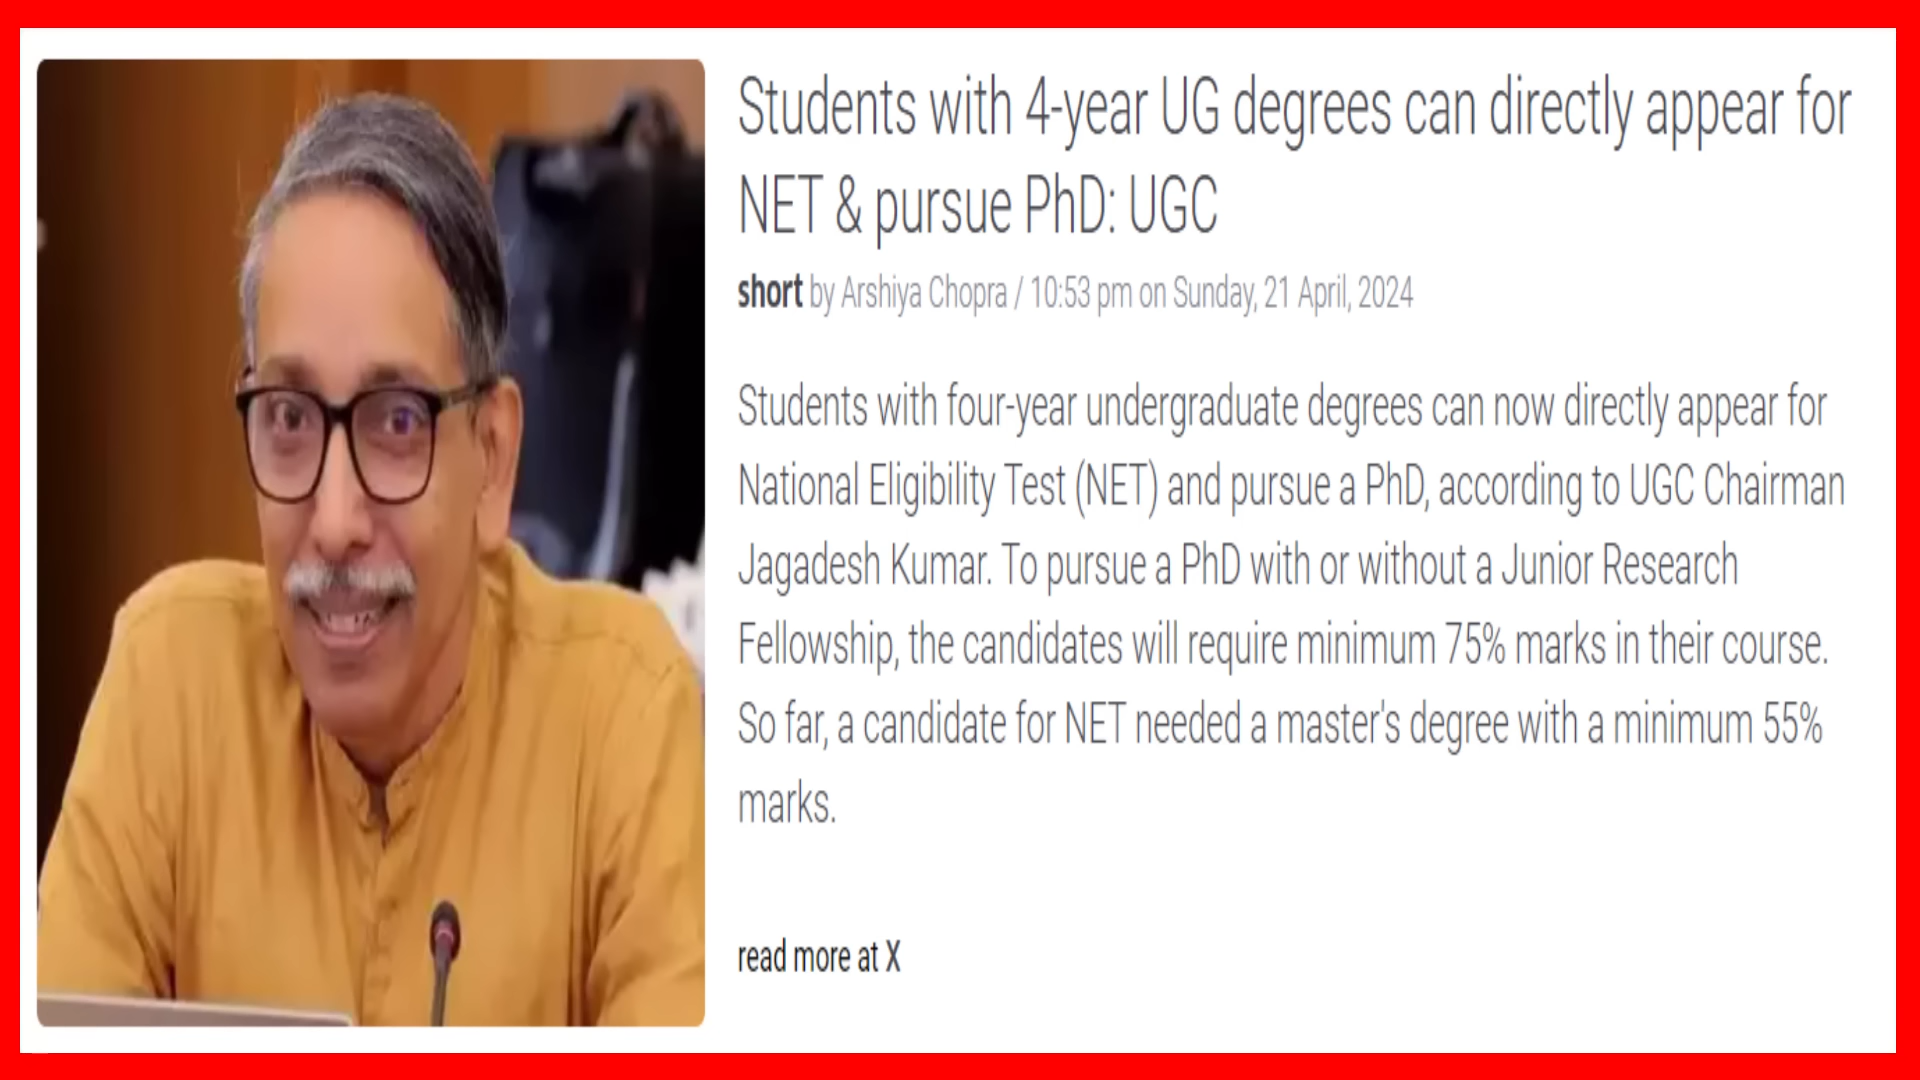 Students with 4-year UG degrees can directly appear for
NET & pursue PhD: UGC
short by Arshiya Chopra / 10:53 pm on Sunday, 21 April, 2024
Students with four-year undergraduate degrees can now directly appear for
National Eligibility Test (NET) and pursue a PhD, according to UGC Chairman
Jagadesh Kumar. To pursue a PhD with or without a Junior Research
Fellowship, the candidates will require minimum 75% marks in their course.
So far, a candidate for NET needed a master's degree with a minimum 55%
marks.
read more at X